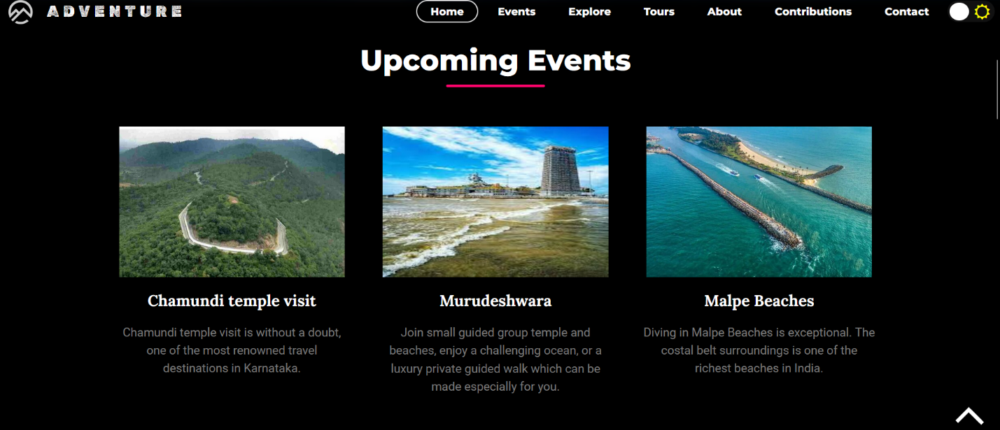 ADVENTURE
Home
Events
Explore
Tours
About
Contributions
Contact
Upcoming Events
Chamundi temple visit
Chamundi temple visit is without a doubt,
one of the most renowned travel
destinations in Karnataka.
Murudeshwara
Join small guided group temple and
beaches, enjoy a challenging ocean, or a
luxury private guided walk which can be
made especially for you.
Malpe Beaches
Diving in Malpe Beaches is exceptional. The
costal belt surroundings is one of the
richest beaches in India.